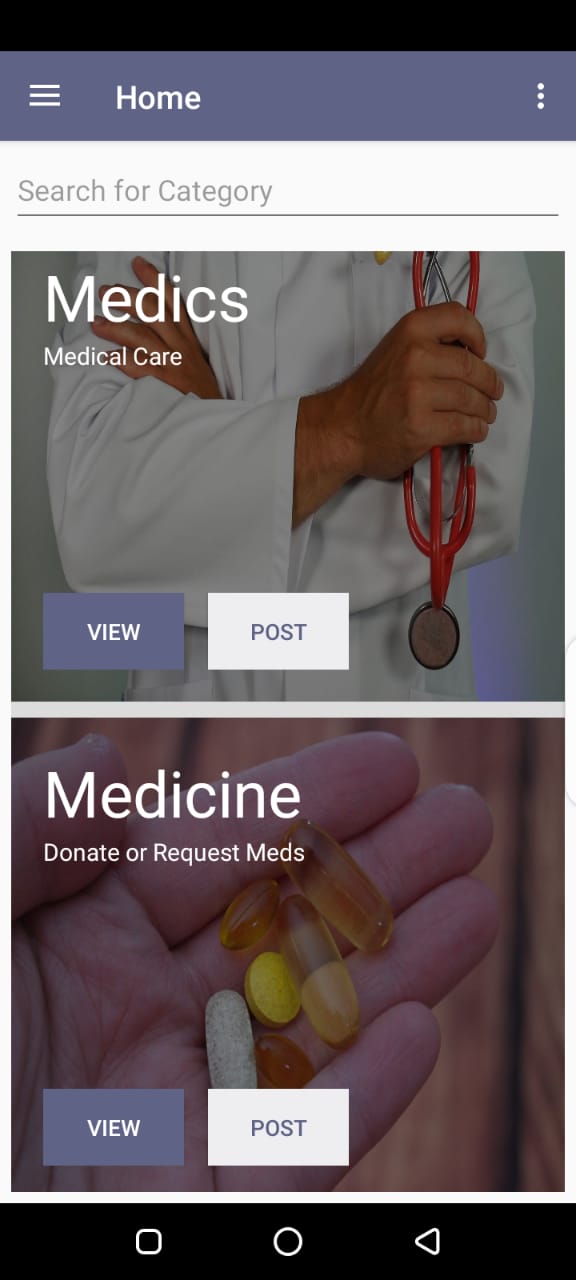 Home
Search for Category
Medics
Medical Care
VIEW
POST
Medicine
Donate or Request Meds
VIEW
POST